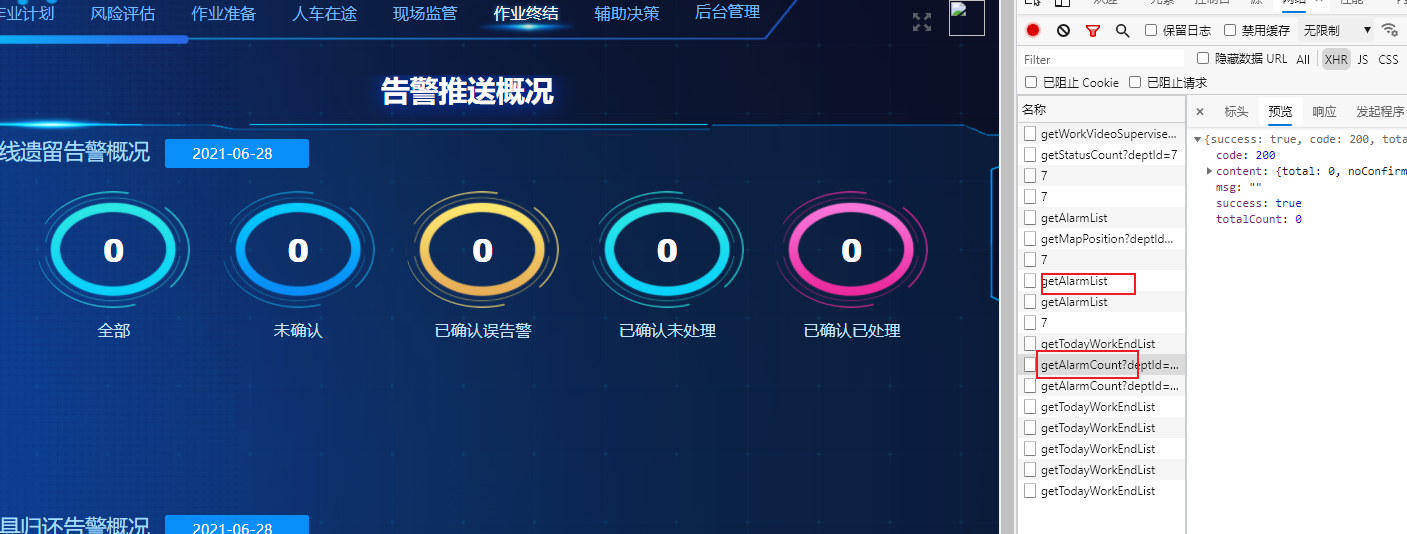 作业计划 风险评估 作业准备 人车在途 现场监管 作业终结 辅助决策 后台管理
告警推送概况
线遗留告警概况 2021-06-28
0 0 0 0 0
全部 未确认 已确认误告警 已确认未处理 已确认已处理
具归还告警概况 2021-06-28
保留日志 禁用缓存 无限制
Filter 隐藏数据 URL All XHR JS CSS
已阻止 Cookie 已阻止请求
名称
getWorkVideoSupervise...
getStatusCount?deptId=7
7
7
getAlarmList
getMapPosition?deptId...
7
getAlarmList
getAlarmList
7
getTodayWorkEndList
getAlarmCount?deptId=...
getAlarmCount?deptId=...
getTodayWorkEndList
getTodayWorkEndList
getTodayWorkEndList
getTodayWorkEndList
getTodayWorkEndList
× 标头 预览 响应 发起程序
{success: true, code: 200, tota
code: 200
content: {total: 0, noConfirm
msg: ""
success: true
totalCount: 0